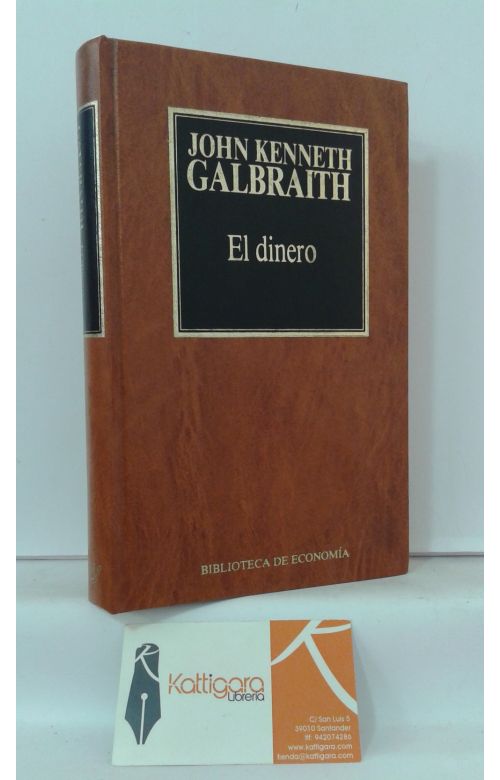 JOHN KENNETH
GALBRAITH
El dinero
BIBLIOTECA DE ECONOMÍA
Kattigara
Librería
C/ San Luis 5
39010 Santander
tlf: 942074286
www.kattigara.com
tienda@kattigara.com